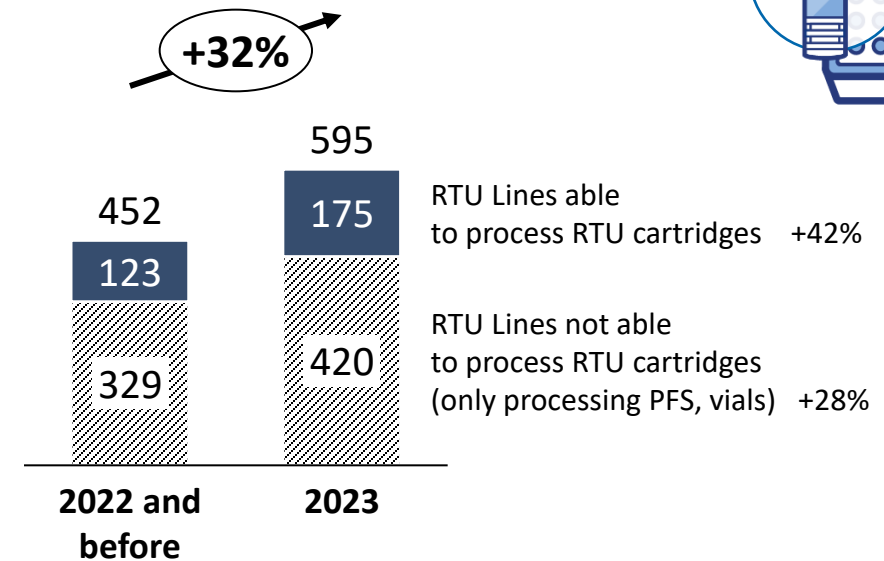 +32%
595
452
175
RTU Lines able
to process RTU cartridges +42%
123
RTU Lines not able
to process RTU cartridges
(only processing PFS, vials) +28%
420
329
2022 and
before
2023